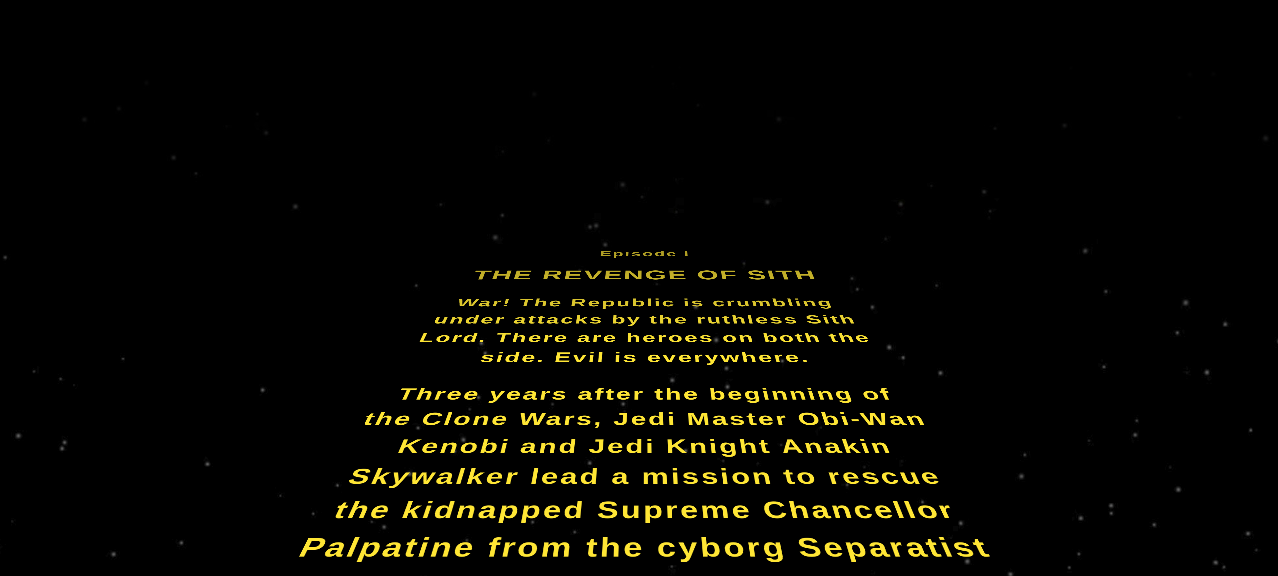 Episode I
THE REVENGE OF SITH
War! The Republic is crumbling
under attacks by the ruthless Sith
Lord. There are heroes on both the
side. Evil is everywhere.
Three years after the beginning of
the Clone Wars, Jedi Master Obi-Wan
Kenobi and Jedi Knight Anakin
Skywalker lead a mission to rescue
the kidnapped Supreme Chancellor
Palpatine from the cyborg Separatist